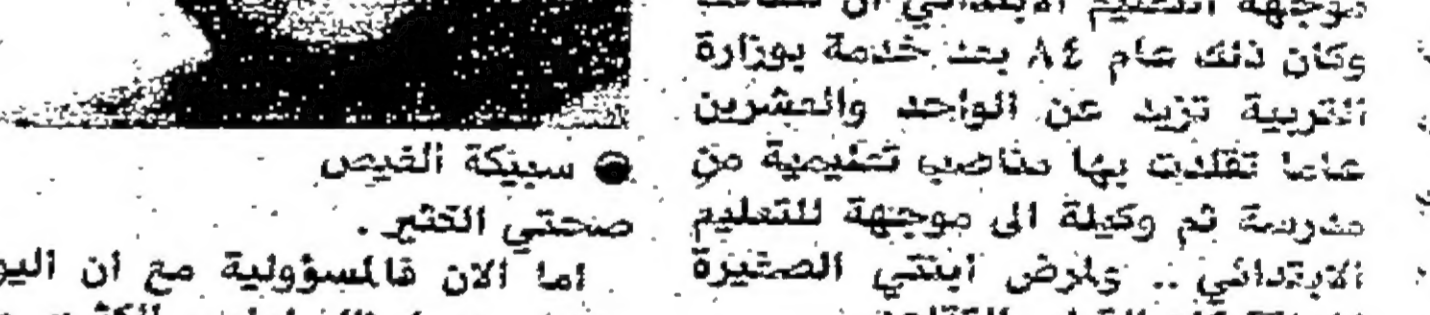 موجهة التعليم الابتدائي ان
وكان ذلك عام ٨٤ بعد خدمة بوزارة
التربية تزيد عن الواحد والعشرين
عاما تقلدت بها مناصب تعليمية من
مدرسة ثم وكيلة الى موجهة للتعليم
الابتدائي .. ولمرض ابنتي الصغيرة
سبيكة الفيص
صحتي الكثير .
اما الان فالمسؤولية مع ان اليو